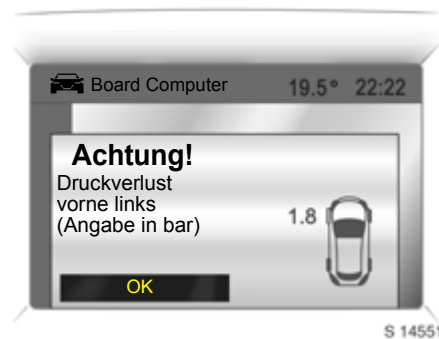 Board Computer 19.5° 22:22
Achtung!
Druckverlust
vorne links
(Angabe in bar)
1.8
OK
S 14551